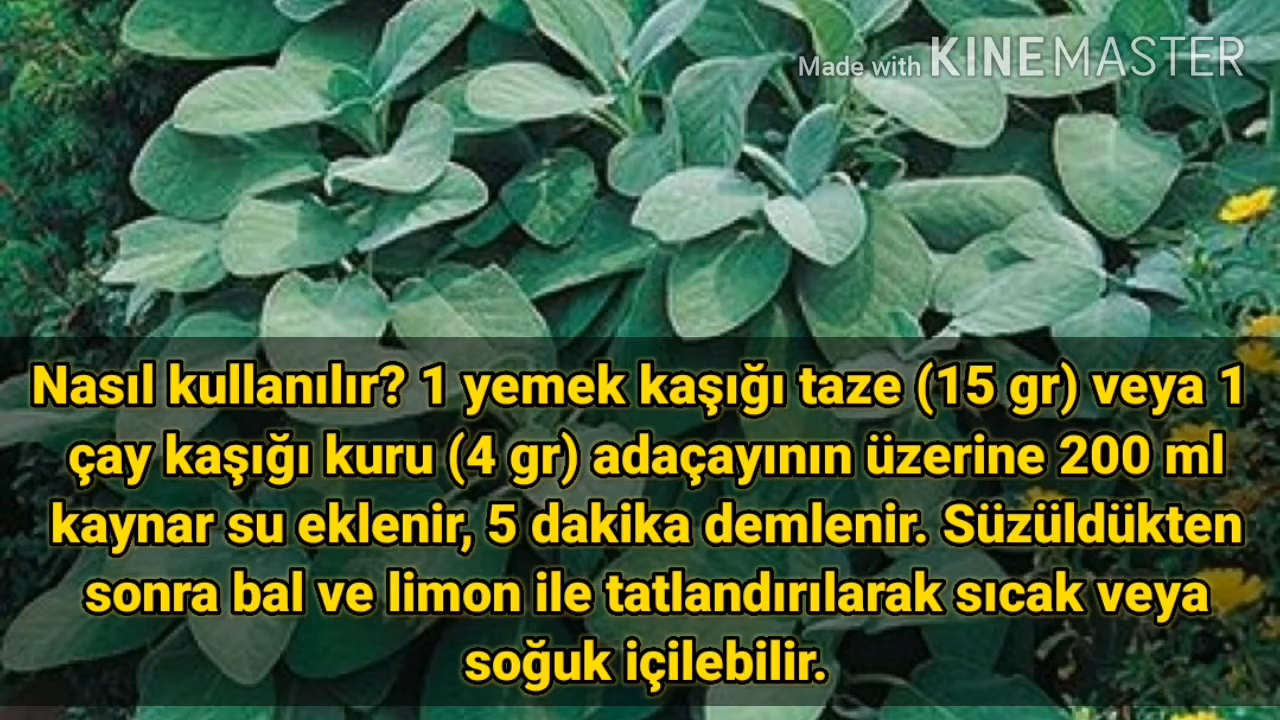 Made with KINEMASTER
Nasıl kullanılır? 1 yemek kaşığı taze (15 gr) veya 1
çay kaşığı kuru (4 gr) adaçayının üzerine 200 ml
kaynar su eklenir, 5 dakika demlenir. Süzüldükten
sonra bal ve limon ile tatlandırılarak sıcak veya
soğuk içilebilir.